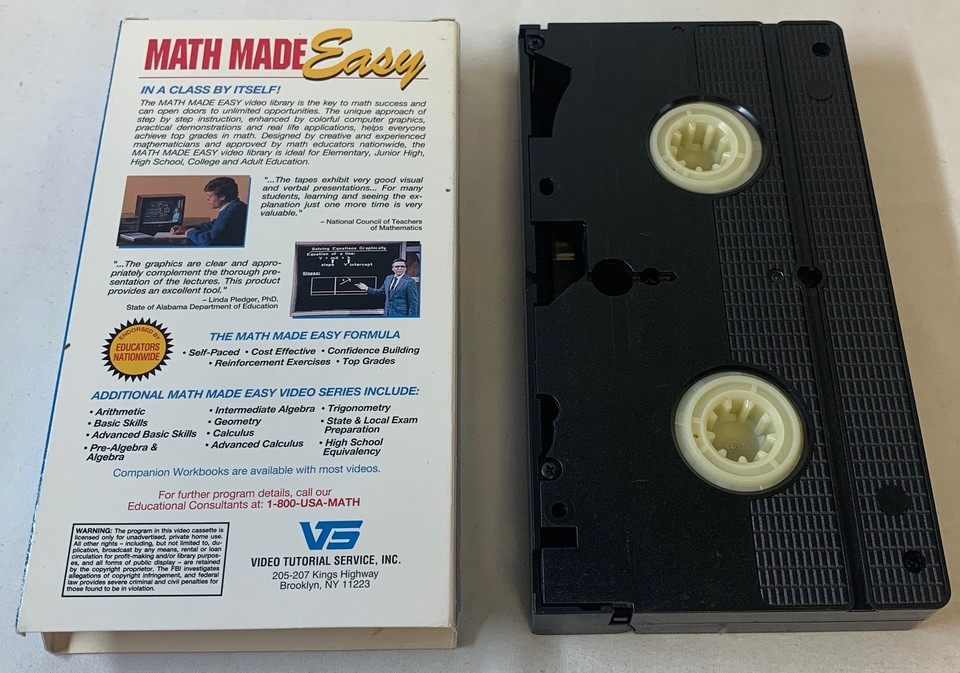 MATH MADE Easy
IN A CLASS BY ITSELF!
The MATH MADE EASY video library is the key to math success and
can open doors to unlimited opportunities. The unique approach of
step by step instruction, enhanced by colorful computer graphics,
practical demonstrations and real life applications, helps everyone
achieve top grades in math. Designed by creative and experienced
mathematicians and approved by math educators nationwide, the
MATH MADE EASY video library is ideal for Elementary, Junior High,
High School, College and Adult Education.
"...The tapes exhibit very good visual
and verbal presentations... For many
students, learning and seeing the ex-
planation just one more time is very
valuable."
– National Council of Teachers
of Mathematics
"...The graphics are clear and appro-
priately complement the thorough pre-
sentation of the lectures. This product
provides an excellent tool."
– Linda Pledger, PhD.
State of Alabama Department of Education
Solving Equations Graphically
Equation of a line:
slope Y intercept
Slopes:
ENDORSED BY
EDUCATORS
NATIONWIDE
THE MATH MADE EASY FORMULA
• Self-Paced • Cost Effective • Confidence Building
• Reinforcement Exercises • Top Grades
ADDITIONAL MATH MADE EASY VIDEO SERIES INCLUDE:
• Arithmetic
• Basic Skills
• Advanced Basic Skills
• Pre-Algebra &
Algebra
• Intermediate Algebra
• Geometry
• Calculus
• Advanced Calculus
• Trigonometry
• State & Local Exam
Preparation
• High School
Equivalency
Companion Workbooks are available with most videos.
For further program details, call our
Educational Consultants at: 1-800-USA-MATH
WARNING: The program in this video cassette is
licensed only for unadvertised, private home use.
All other rights – including, but not limited to, du-
plication, broadcast by any means, rental or loan
circulation for profit-making and/or library purpos-
es, and all forms of public display – are retained
by the copyright proprietor. The FBI investigates
allegations of copyright infringement, and federal
law provides severe criminal and civil penalties for
those found to be in violation.
VTS
VIDEO TUTORIAL SERVICE, INC.
205-207 Kings Highway
Brooklyn, NY 11223